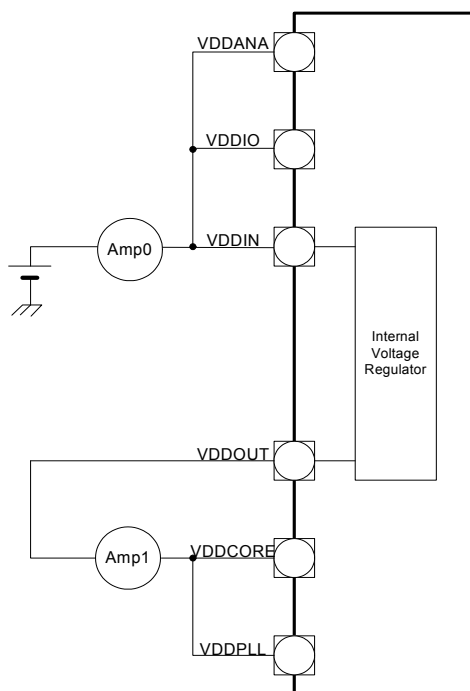 VDDANA
VDDIO
Amp0
VDDIN
Internal
Voltage
Regulator
VDDOUT
Amp1
VDDCORE
VDDPLL